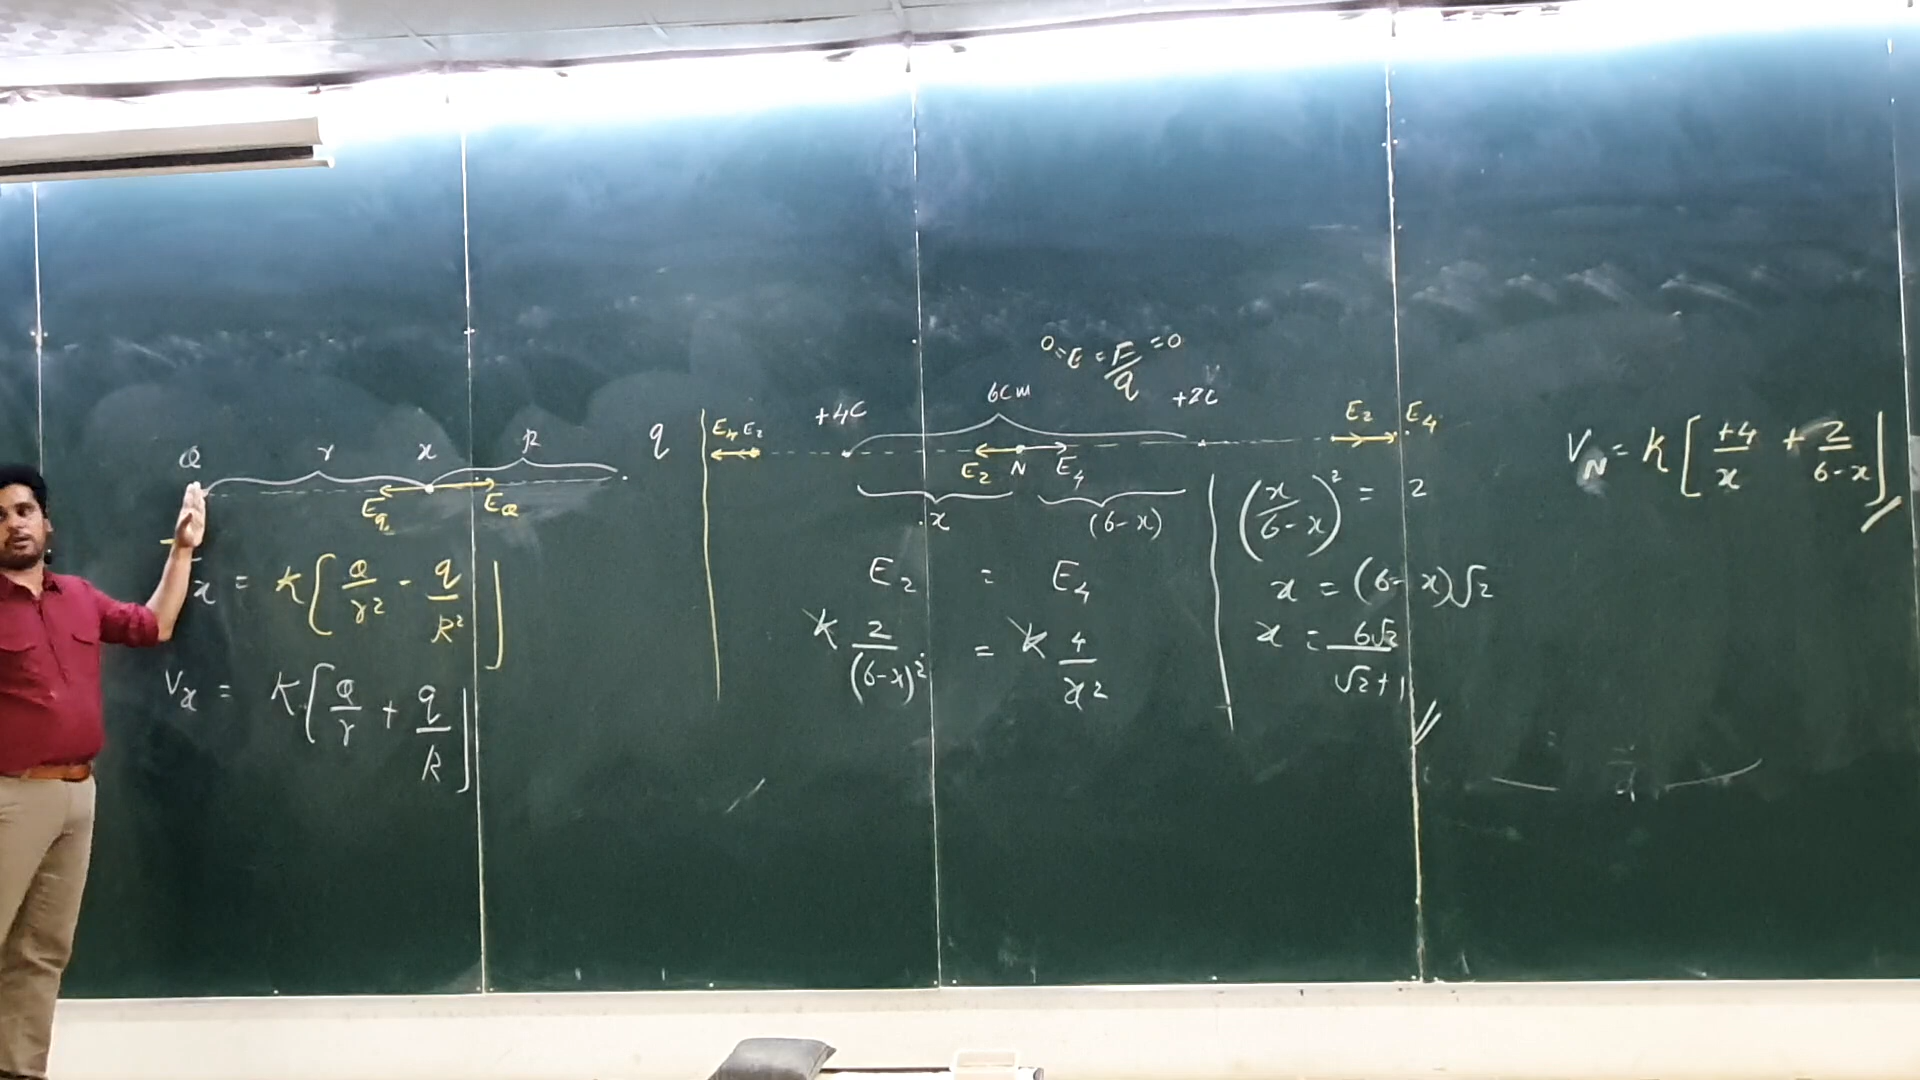 Q r x R q
E_q E_Q
x = K[Q/r² - q/R²]
V_x = K[Q/r + q/R]
0 = E = F/q = 0
6cm
+4C +2C
E_4 E_2 E_2 N E_4 E_2 E_4
x (6-x)
E_2 = E_4
K 2/(6-x)² = K 4/x²
(x/(6-x))² = 2
x = (6-x)√2
x = 6√2/(√2+1)
V_N = K[+4/x + 2/(6-x)]